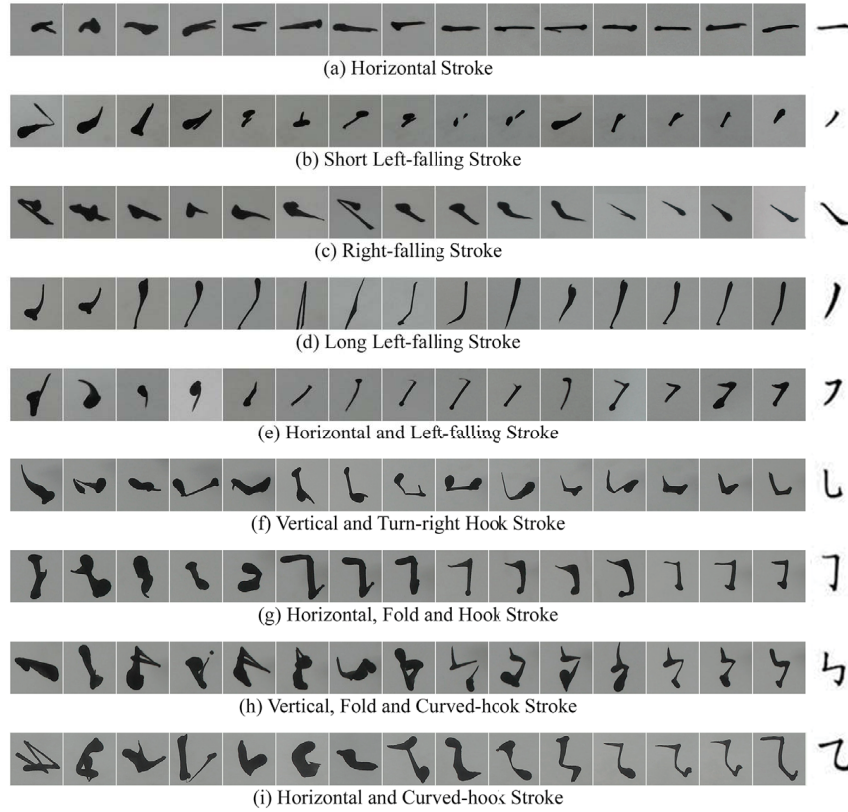 (a) Horizontal Stroke
(b) Short Left-falling Stroke
(c) Right-falling Stroke
(d) Long Left-falling Stroke
(e) Horizontal and Left-falling Stroke
(f) Vertical and Turn-right Hook Stroke
(g) Horizontal, Fold and Hook Stroke
(h) Vertical, Fold and Curved-hook Stroke
(i) Horizontal and Curved-hook Stroke